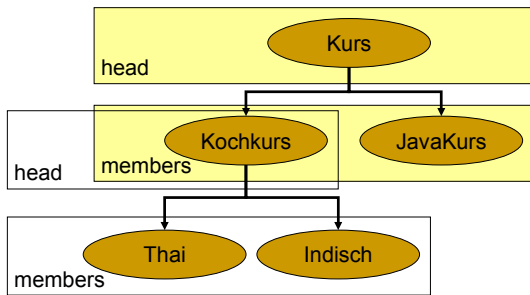 Kurs
head
Kochkurs
JavaKurs
members
head
Thai
Indisch
members